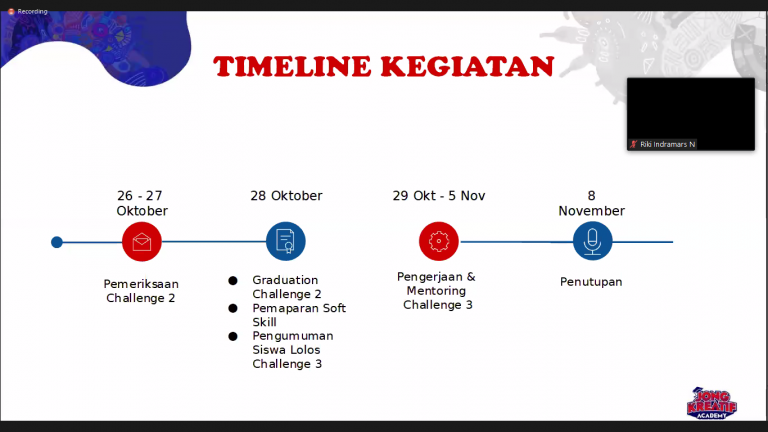 Recording
TIMELINE KEGIATAN
Riki Indramars N
26 - 27
Oktober
28 Oktober
29 Okt - 5 Nov
8
November
Pemeriksaan
Challenge 2
● Graduation
Challenge 2
● Pemaparan Soft
Skill
● Pengumuman
Siswa Lolos
Challenge 3
Pengerjaan &
Mentoring
Challenge 3
Penutupan
JONG
KREATIF
ACADEMY